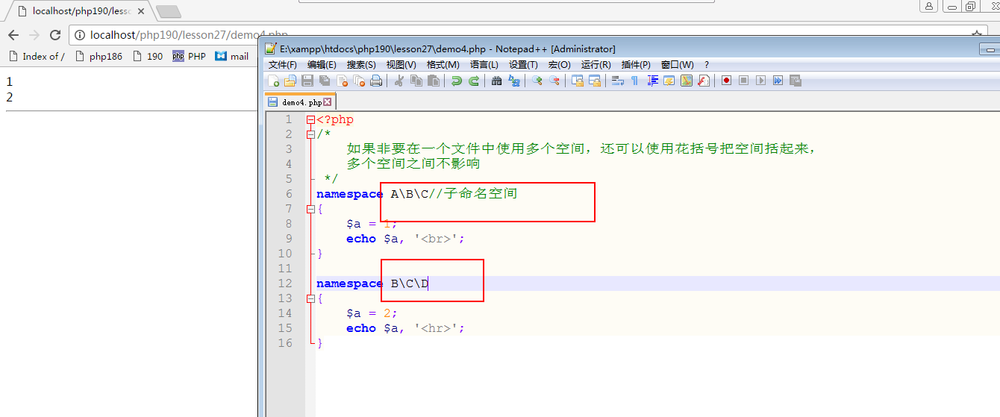 localhost/php190/less
localhost/php190/lesson27/demo4.php
Index of /
php186
190
php PHP
mail
1
2
E:\xampp\htdocs\php190\lesson27\demo4.php - Notepad++ [Administrator]
文件(F) 编辑(E) 搜索(S) 视图(V) 格式(M) 语言(L) 设置(T) 宏(O) 运行(R) 插件(P) 窗口(W) ?
demo4.php
1 <?php
2 /*
3 如果非要在一个文件中使用多个空间，还可以使用花括号把空间括起来，
4 多个空间之间不影响
5 */
6 namespace A\B\C//子命名空间
7 {
8 $a = 1;
9 echo $a, '<br>';
10 }
11
12 namespace B\C\D
13 {
14 $a = 2;
15 echo $a, '<hr>';
16 }